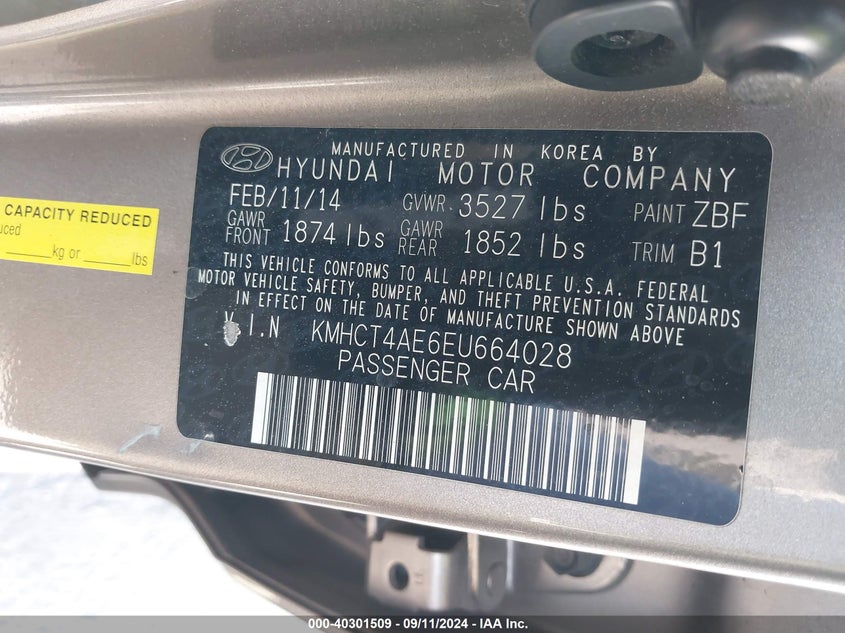 MANUFACTURED IN KOREA BY
HYUNDAI MOTOR COMPANY
FEB/11/14 GVWR 3527 lbs PAINT ZBF
GAWR FRONT 1874 lbs GAWR REAR 1852 lbs TRIM B1
THIS VEHICLE CONFORMS TO ALL APPLICABLE U.S.A. FEDERAL
MOTOR VEHICLE SAFETY, BUMPER, AND THEFT PREVENTION STANDARDS
IN EFFECT ON THE DATE OF MANUFACTURE SHOWN ABOVE
V.I.N KMHCT4AE6EU664028
PASSENGER CAR
CAPACITY REDUCED
kg or lbs
000-40301509 - 09/11/2024 - IAA Inc.